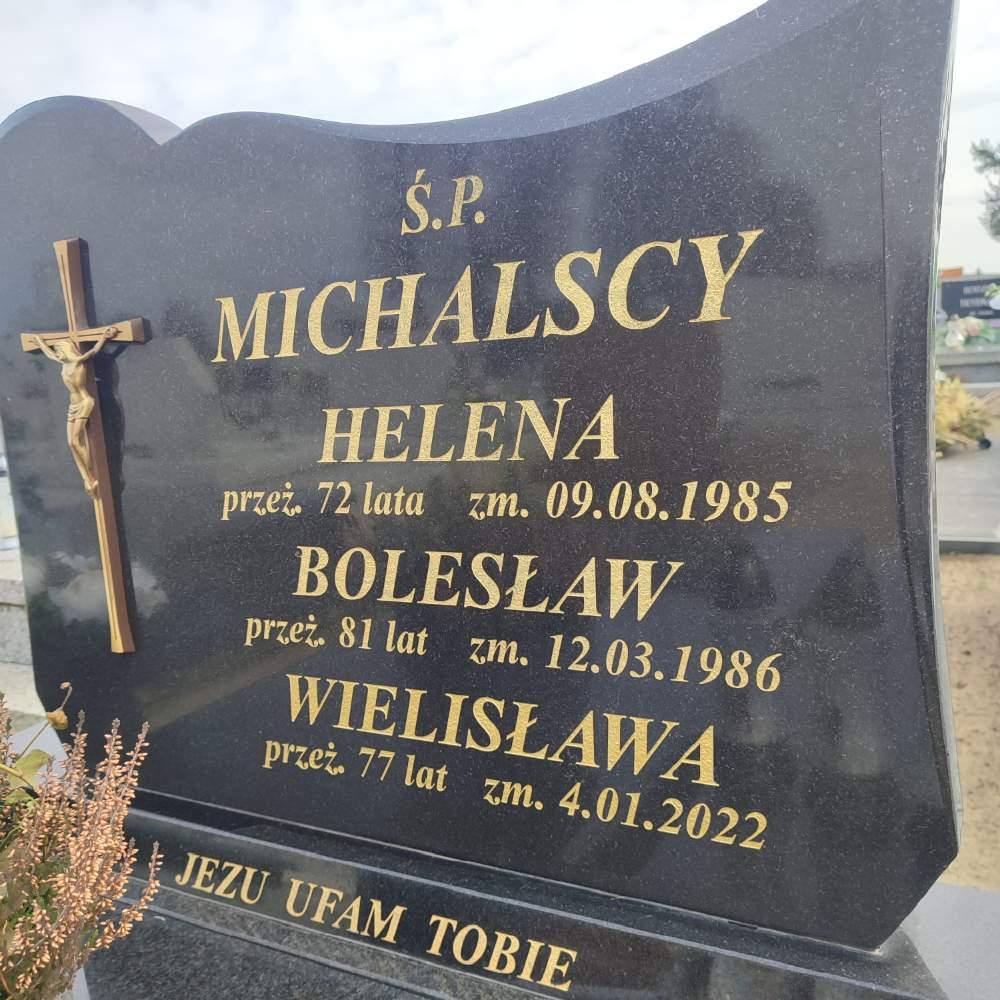 Ś.P.
MICHALSCY
HELENA
przeż. 72 lata zm. 09.08.1985
BOLESŁAW
przeż. 81 lat zm. 12.03.1986
WIELISŁAWA
przeż. 77 lat zm. 4.01.2022
JEZU UFAM TOBIE